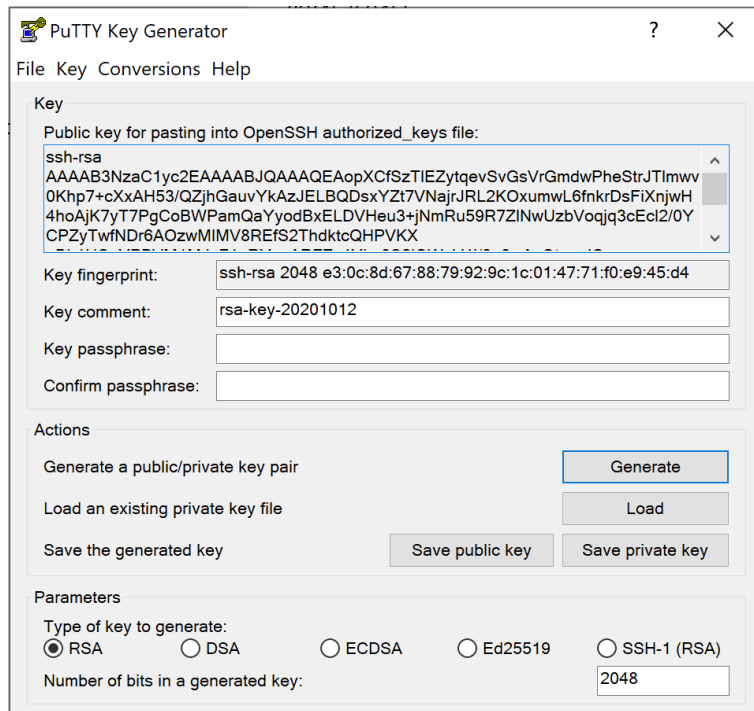 PuTTY Key Generator
File Key Conversions Help
Key
Public key for pasting into OpenSSH authorized_keys file:
ssh-rsa
AAAAB3NzaC1yc2EAAAABJQAAAQEAopXCfSzTlEZytqevSvGsVrGmdwPheStrJTlmwv
0Khp7+cXxAH53/QZjhGauvYkAzJELBQDsxYZt7VNajrJRL2KOxumwL6fnkrDsFiXnjwH
4hoAjK7yT7PgCoBWPamQaYyodBxELDVHeu3+jNmRu59R7ZlNwUzbVoqjq3cEcl2/0Y
CPZyTwfNDr6AOzwMIMV8REfS2ThdktcQHPVKX
Key fingerprint: ssh-rsa 2048 e3:0c:8d:67:88:79:92:9c:1c:01:47:71:f0:e9:45:d4
Key comment: rsa-key-20201012
Key passphrase:
Confirm passphrase:
Actions
Generate a public/private key pair Generate
Load an existing private key file Load
Save the generated key Save public key Save private key
Parameters
Type of key to generate:
RSA DSA ECDSA Ed25519 SSH-1 (RSA)
Number of bits in a generated key: 2048